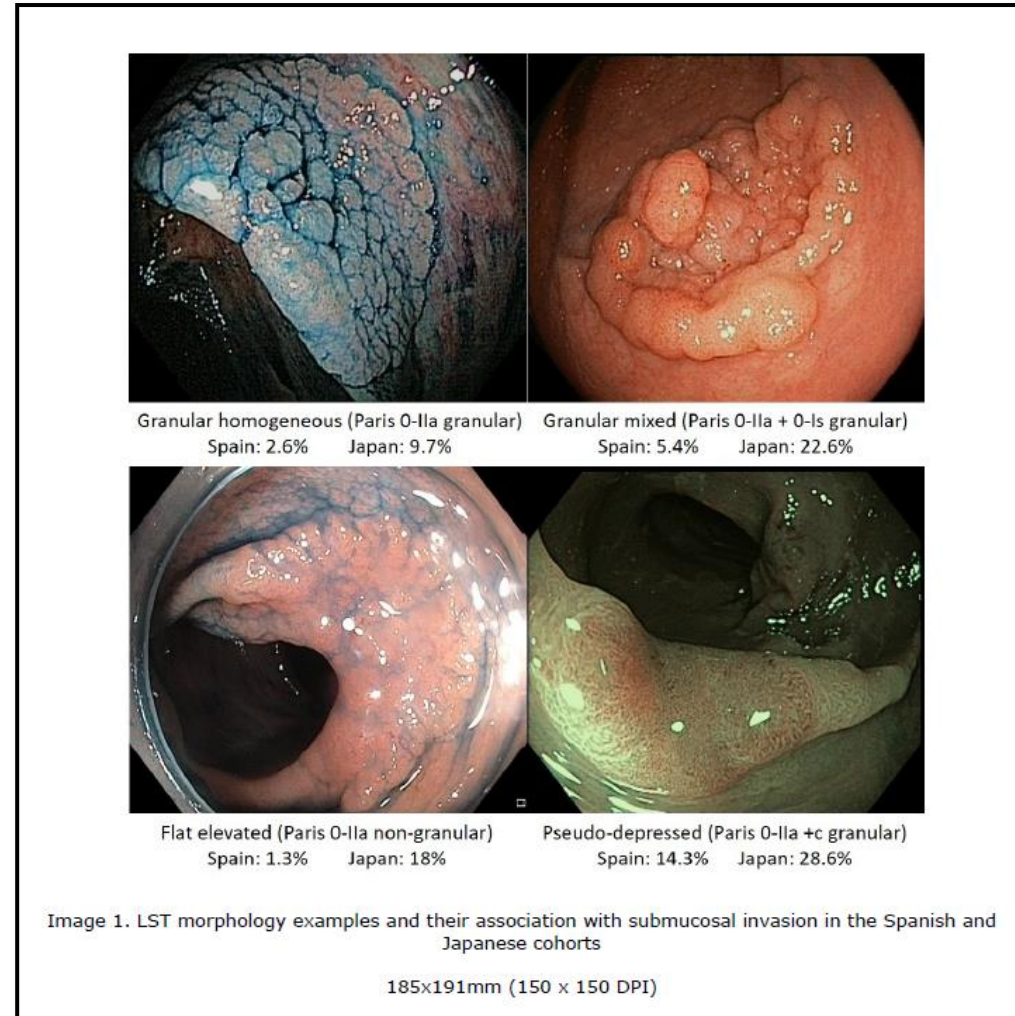 Granular homogeneous (Paris 0-IIa granular)
Spain: 2.6% Japan: 9.7%
Granular mixed (Paris 0-IIa + 0-Is granular)
Spain: 5.4% Japan: 22.6%
Flat elevated (Paris 0-IIa non-granular)
Spain: 1.3% Japan: 18%
Pseudo-depressed (Paris 0-IIa +c granular)
Spain: 14.3% Japan: 28.6%
Image 1. LST morphology examples and their association with submucosal invasion in the Spanish and
Japanese cohorts
185x191mm (150 x 150 DPI)